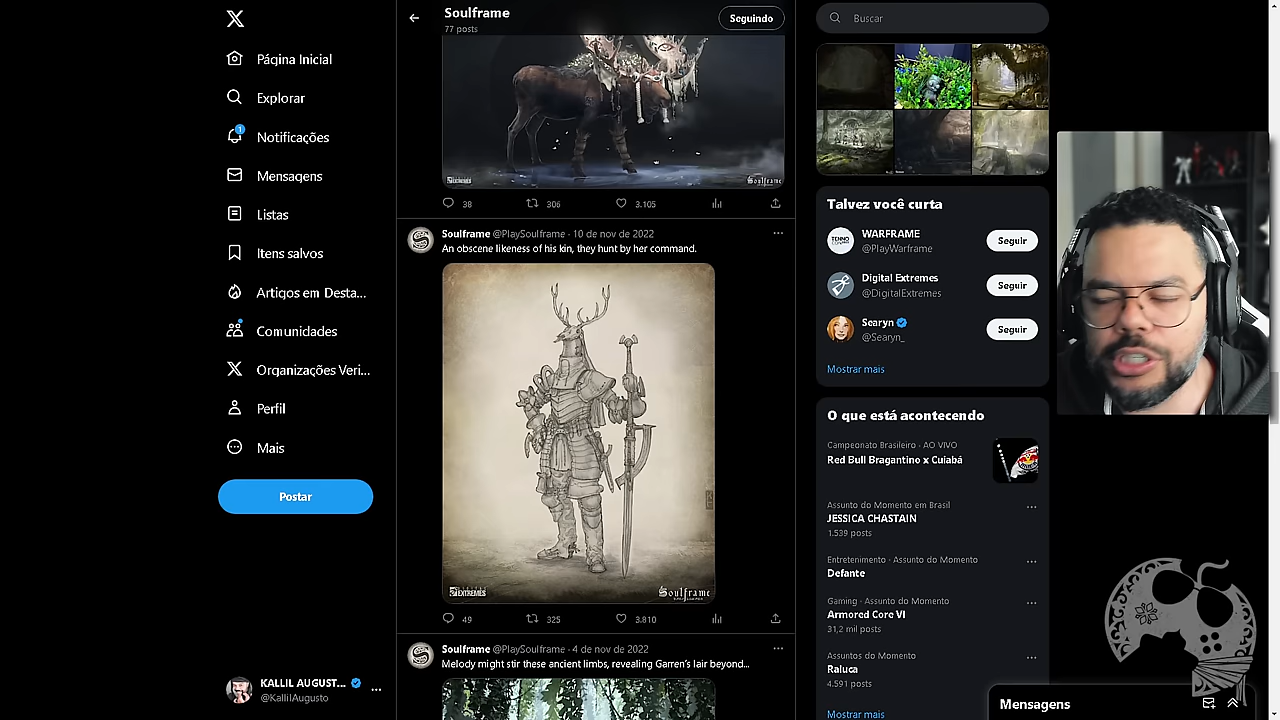 Página Inicial
Explorar
1
Notificações
Mensagens
Listas
Itens salvos
Artigos em Desta...
Comunidades
Organizações Veri...
Perfil
Mais
Postar
KALLIL AUGUST...
@KallilAugusto
Soulframe
77 posts
Seguindo
Soulframe
38
306
3.105
Soulframe @PlaySoulframe · 10 de nov de 2022
An obscene likeness of his kin, they hunt by her command.
EXTREMES
Soulframe
49
325
3.810
Soulframe @PlaySoulframe · 4 de nov de 2022
Melody might stir these ancient limbs, revealing Garren's lair beyond...
Buscar
Talvez você curta
WARFRAME
@PlayWarframe
Seguir
Digital Extremes
@DigitalExtremes
Seguir
Searyn
@Searyn_
Seguir
Mostrar mais
O que está acontecendo
Campeonato Brasileiro · AO VIVO
Red Bull Bragantino x Cuiabá
Assunto do Momento em Brasil
JESSICA CHASTAIN
1.539 posts
Entretenimento · Assunto do Momento
Defante
Gaming · Assunto do Momento
Armored Core VI
31,2 mil posts
Assuntos do Momento
Raluca
4.591 posts
Mostrar mais
Mensagens